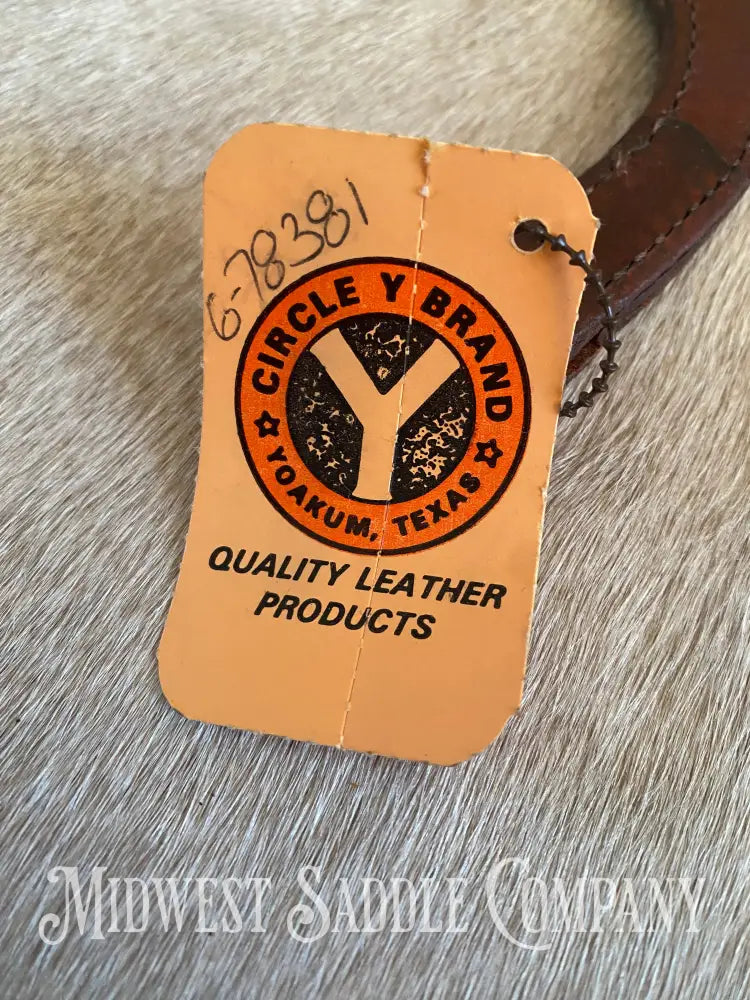 6-78381
CIRCLE Y BRAND
Y
YOAKUM, TEXAS
QUALITY LEATHER
PRODUCTS
MIDWEST SADDLE COMPANY